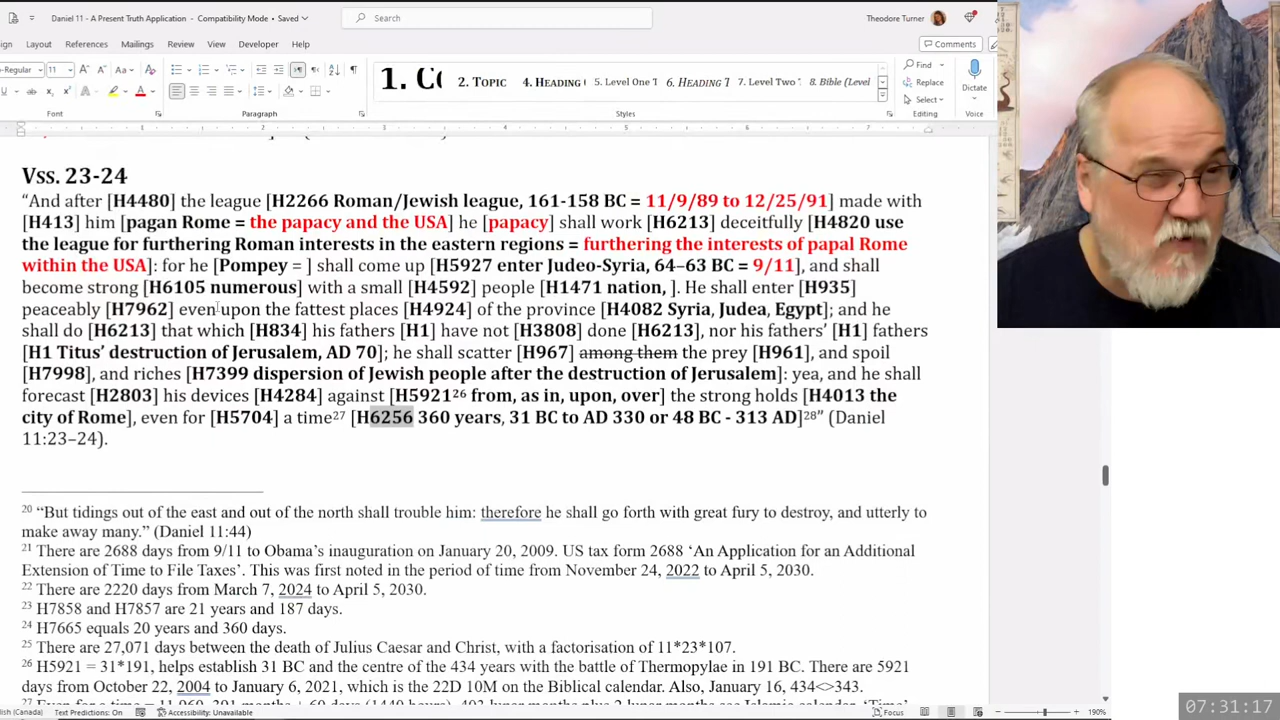 Daniel 11 - A Present Truth Application - Compatibility Mode • Saved
Search
Theodore Turner
ign Layout References Mailings Review View Developer Help
Comments
-Regular 11 Aa
1. Co 2. Topic 4. Heading 5. Level One 'I 6. Heading 7 7. Level Two ' 8. Bible (Level
Find
Replace
Select
Dictate
Font Paragraph Styles Editing Voice
Vss. 23-24
“And after [H4480] the league [H2266 Roman/Jewish league, 161-158 BC = 11/9/89 to 12/25/91] made with
[H413] him [pagan Rome = the papacy and the USA] he [papacy] shall work [H6213] deceitfully [H4820 use
the league for furthering Roman interests in the eastern regions = furthering the interests of papal Rome
within the USA]: for he [Pompey = ] shall come up [H5927 enter Judeo-Syria, 64–63 BC = 9/11], and shall
become strong [H6105 numerous] with a small [H4592] people [H1471 nation, ]. He shall enter [H935]
peaceably [H7962] even upon the fattest places [H4924] of the province [H4082 Syria, Judea, Egypt]; and he
shall do [H6213] that which [H834] his fathers [H1] have not [H3808] done [H6213], nor his fathers’ [H1] fathers
[H1 Titus’ destruction of Jerusalem, AD 70]; he shall scatter [H967] among them the prey [H961], and spoil
[H7998], and riches [H7399 dispersion of Jewish people after the destruction of Jerusalem]: yea, and he shall
forecast [H2803] his devices [H4284] against [H5921²⁶ from, as in, upon, over] the strong holds [H4013 the
city of Rome], even for [H5704] a time²⁷ [H6256 360 years, 31 BC to AD 330 or 48 BC - 313 AD]²⁸” (Daniel
11:23–24).
²⁰ “But tidings out of the east and out of the north shall trouble him: therefore he shall go forth with great fury to destroy, and utterly to
make away many.” (Daniel 11:44)
²¹ There are 2688 days from 9/11 to Obama’s inauguration on January 20, 2009. US tax form 2688 ‘An Application for an Additional
Extension of Time to File Taxes’. This was first noted in the period of time from November 24, 2022 to April 5, 2030.
²² There are 2220 days from March 7, 2024 to April 5, 2030.
²³ H7858 and H7857 are 21 years and 187 days.
²⁴ H7665 equals 20 years and 360 days.
²⁵ There are 27,071 days between the death of Julius Caesar and Christ, with a factorisation of 11*23*107.
²⁶ H5921 = 31*191, helps establish 31 BC and the centre of the 434 years with the battle of Thermopylae in 191 BC. There are 5921
days from October 22, 2004 to January 6, 2021, which is the 22D 10M on the Biblical calendar. Also, January 16, 434<>343.
lish (Canada) Text Predictions: On Accessibility: Unavailable Focus 190%
07:31:17